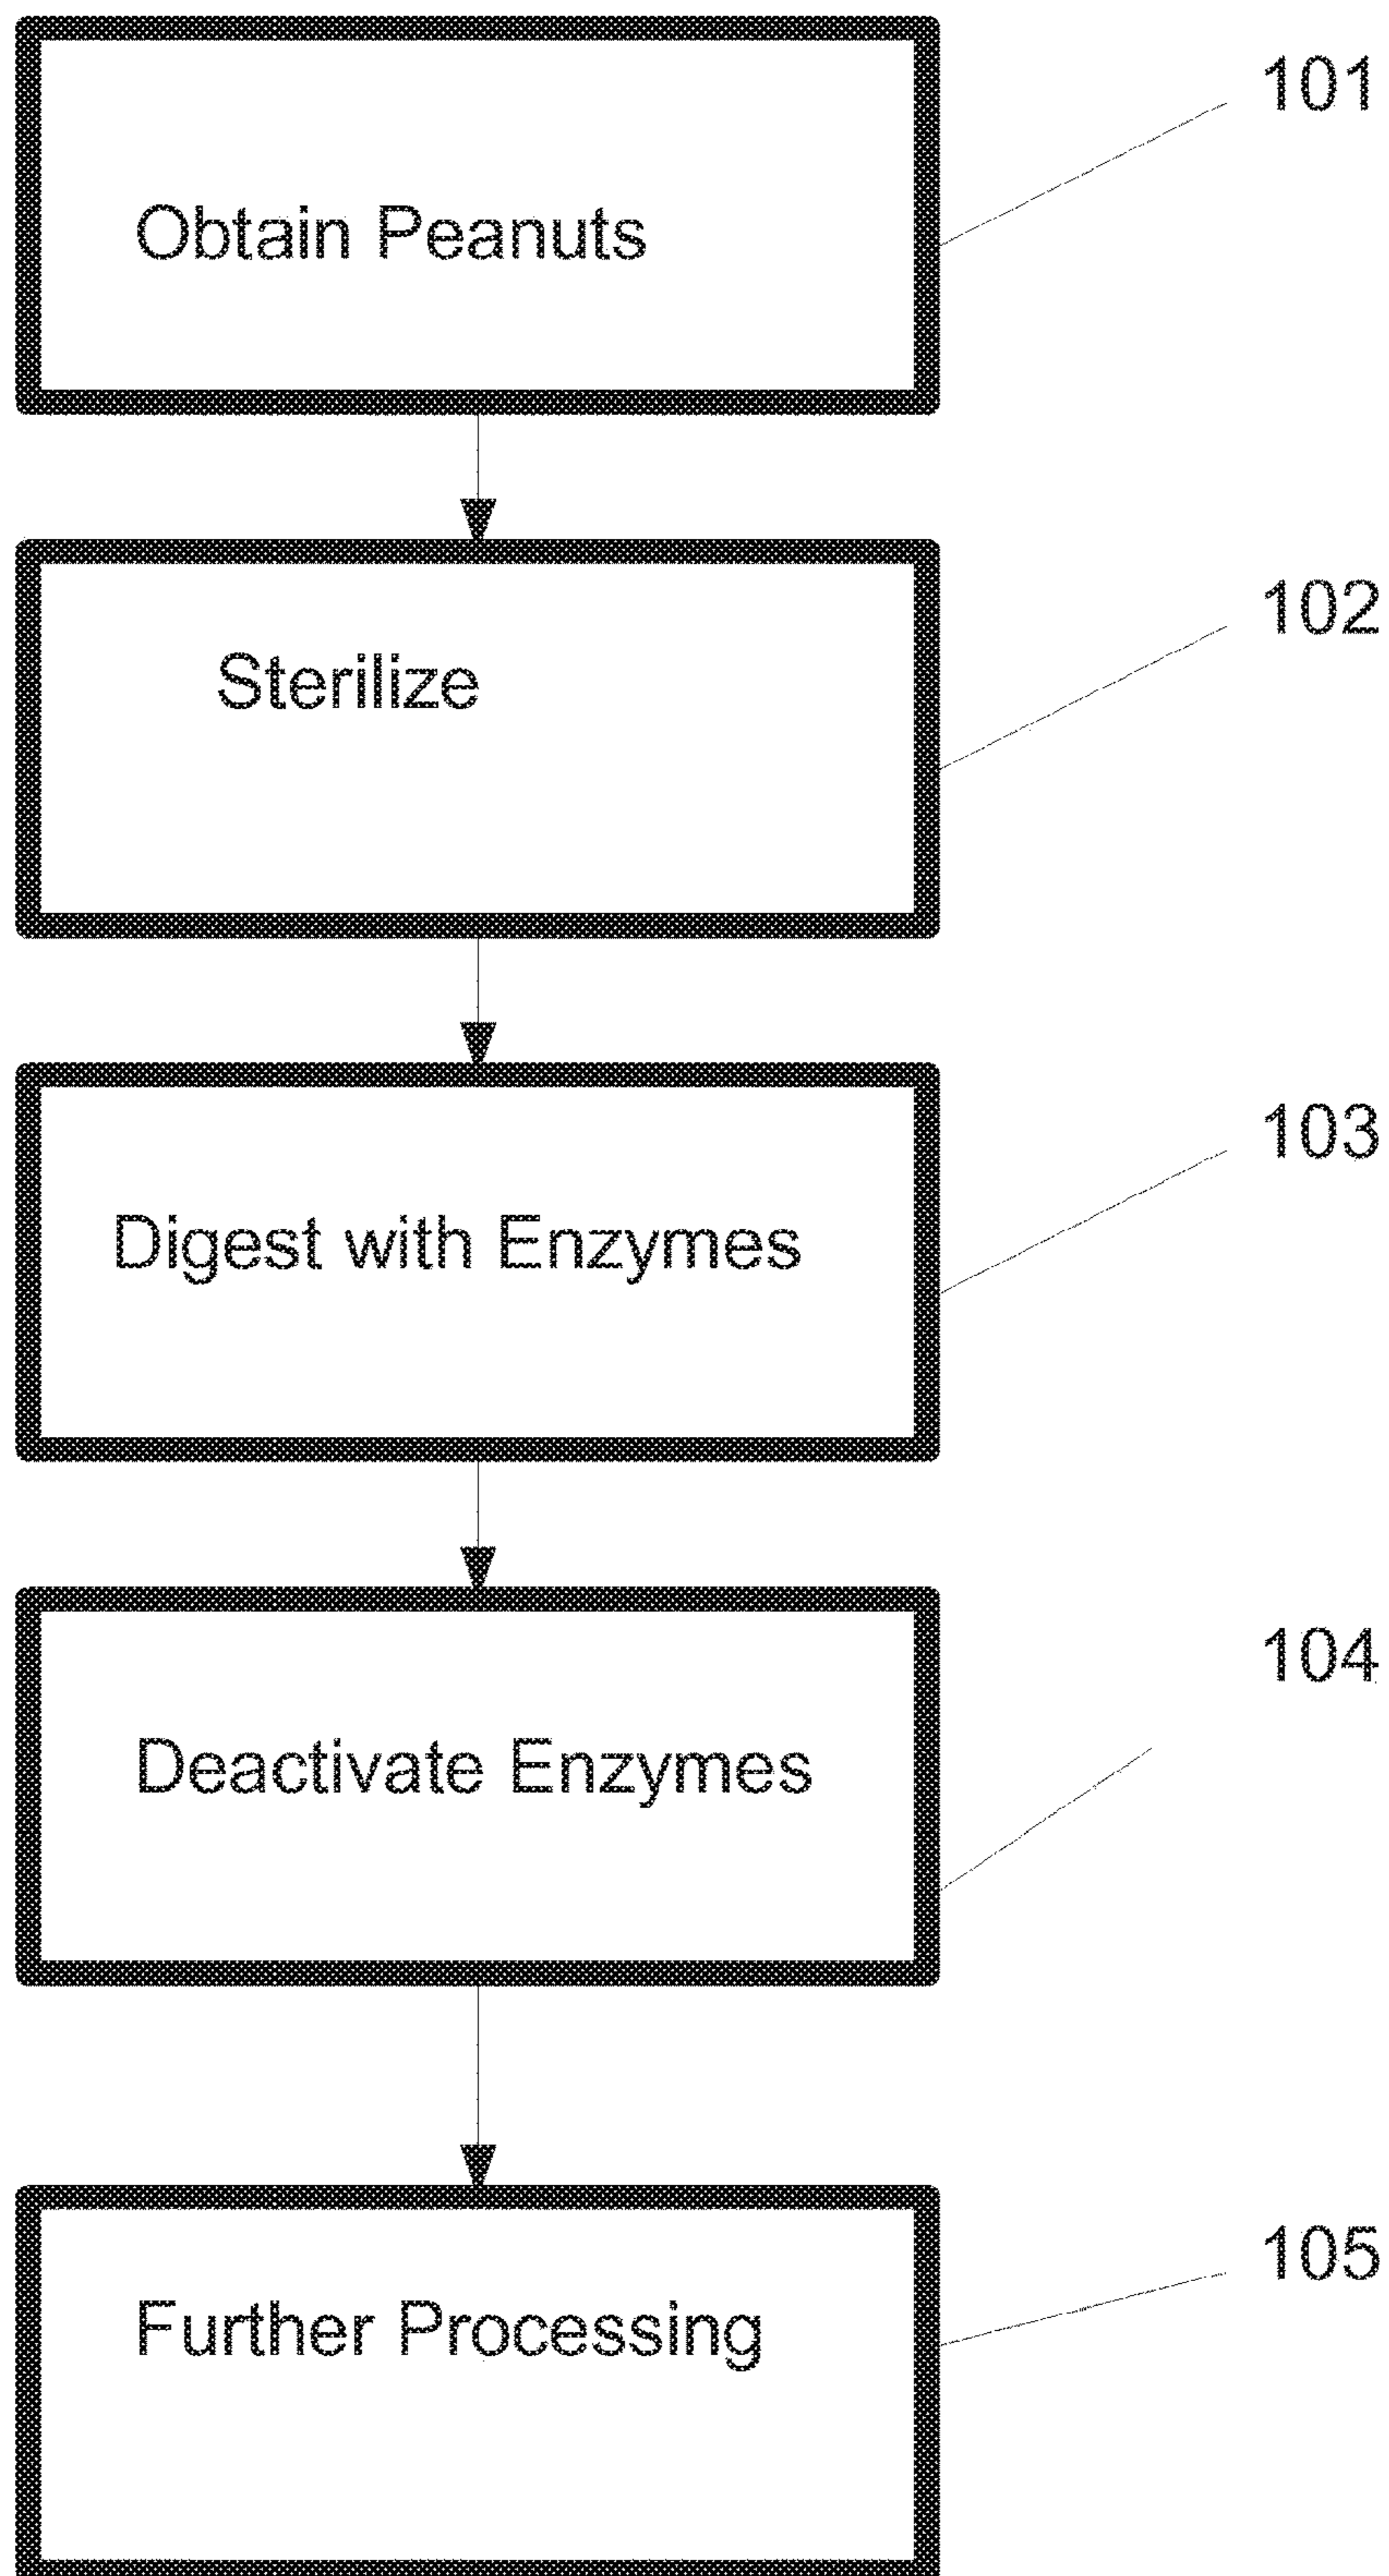 Obtain Peanuts
101
Sterilize
102
Digest with Enzymes
103
Deactivate Enzymes
104
Further Processing
105